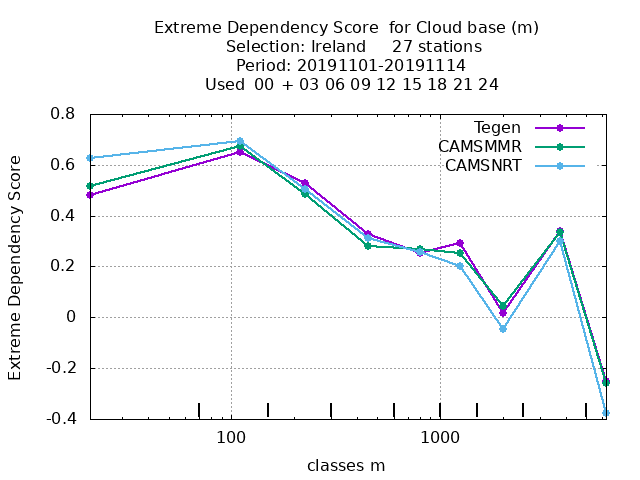 Extreme Dependency Score  for Cloud base (m)
Selection: Ireland     27 stations
Period: 20191101-20191114
Used  00 + 03 06 09 12 15 18 21 24
Extreme Dependency Score
0.8
0.6
0.4
0.2
0
-0.2
-0.4
Tegen
CAMSMMR
CAMSNRT
100
1000
classes m